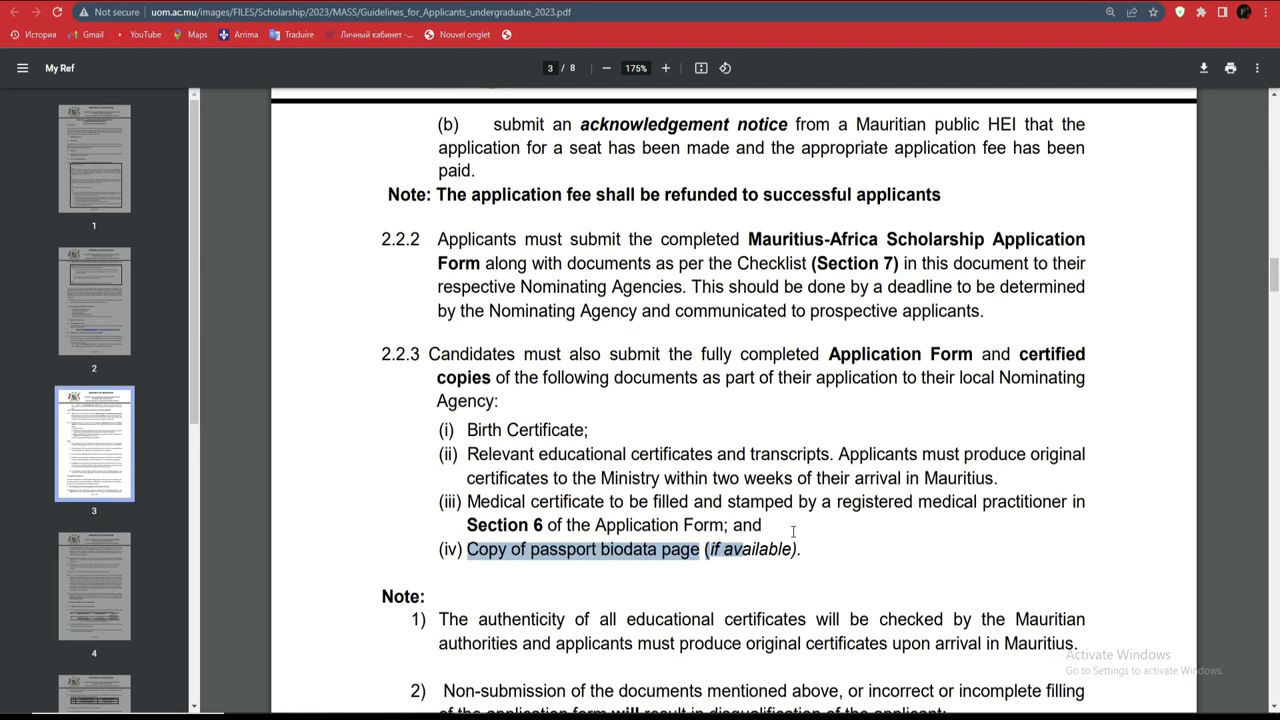 Not secure | uom.ac.mu/images/FILES/Scholarship/2023/MASS/Guidelines_for_Applicants_undergraduate_2023.pdf
История Gmail YouTube Maps Arrima Traduire Личный кабинет -... Nouvel onglet
My Ref 3 / 8 175%
(b) submit an acknowledgement notice from a Mauritian public HEI that the
application for a seat has been made and the appropriate application fee has been
paid.
Note: The application fee shall be refunded to successful applicants
2.2.2 Applicants must submit the completed Mauritius-Africa Scholarship Application
Form along with documents as per the Checklist (Section 7) in this document to their
respective Nominating Agencies. This should be done by a deadline to be determined
by the Nominating Agency and communicated to prospective applicants.
2.2.3 Candidates must also submit the fully completed Application Form and certified
copies of the following documents as part of their application to their local Nominating
Agency:
(i) Birth Certificate;
(ii) Relevant educational certificates and transcripts. Applicants must produce original
certificates to the Ministry within two weeks of their arrival in Mauritius.
(iii) Medical certificate to be filled and stamped by a registered medical practitioner in
Section 6 of the Application Form; and
(iv) Copy of passport biodata page (if available).
Note:
1) The authenticity of all educational certificates will be checked by the Mauritian
authorities and applicants must produce original certificates upon arrival in Mauritius.
2) Non-submission of the documents mentioned above, or incorrect or incomplete filling
of the application form will result in disqualification of the applicant;
1
2
3
4
Activate Windows
Go to Settings to activate Windows.